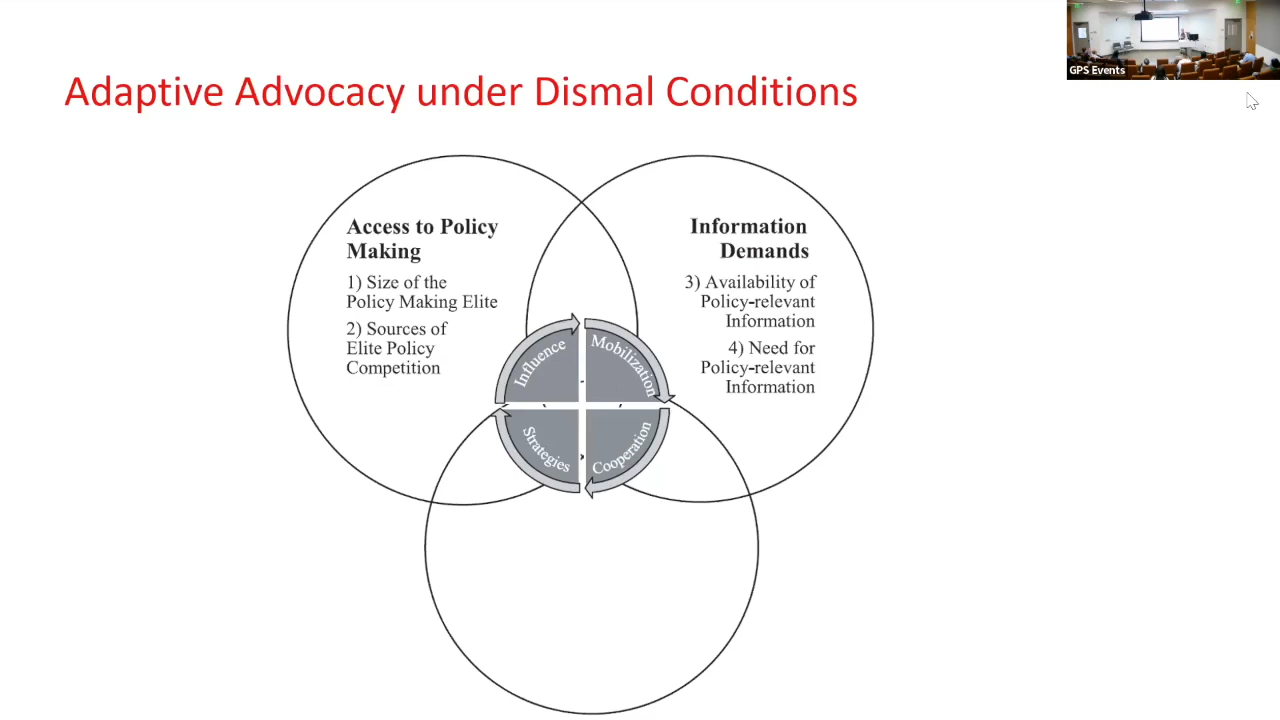 GPS Events
Adaptive Advocacy under Dismal Conditions
Access to Policy
Making
1) Size of the
Policy Making Elite
2) Sources of
Elite Policy
Competition
Information
Demands
3) Availability of
Policy-relevant
Information
4) Need for
Policy-relevant
Information
Influence
Mobilization
Strategies
Cooperation